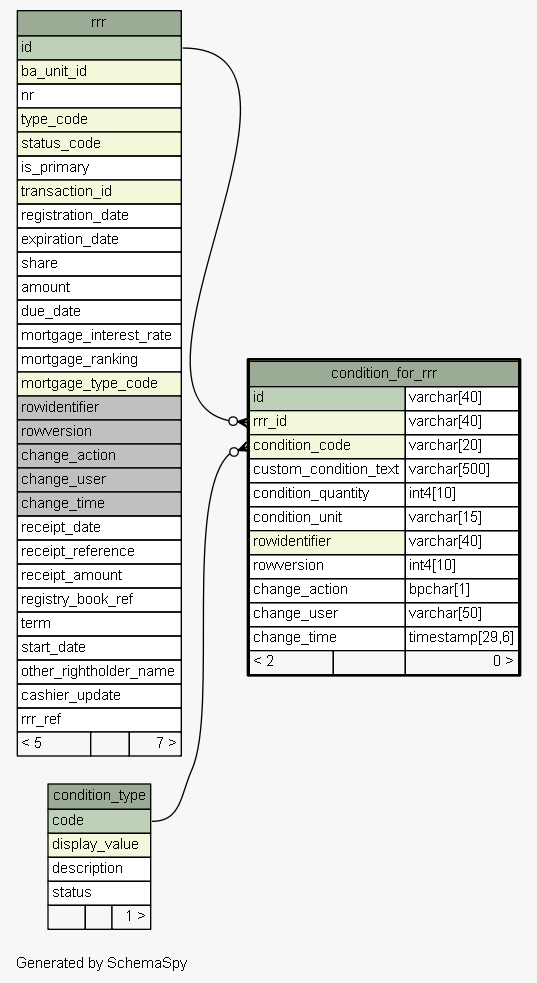 rrr
id
ba_unit_id
nr
type_code
status_code
is_primary
transaction_id
registration_date
expiration_date
share
amount
due_date
mortgage_interest_rate
mortgage_ranking
mortgage_type_code
rowidentifier
rowversion
change_action
change_user
change_time
receipt_date
receipt_reference
receipt_amount
registry_book_ref
term
start_date
other_rightholder_name
cashier_update
rrr_ref
< 5 7 >
condition_for_rrr
id varchar[40]
rrr_id varchar[40]
condition_code varchar[20]
custom_condition_text varchar[500]
condition_quantity int4[10]
condition_unit varchar[15]
rowidentifier varchar[40]
rowversion int4[10]
change_action bpchar[1]
change_user varchar[50]
change_time timestamp[29,6]
< 2 0 >
condition_type
code
display_value
description
status
1 >
Generated by SchemaSpy